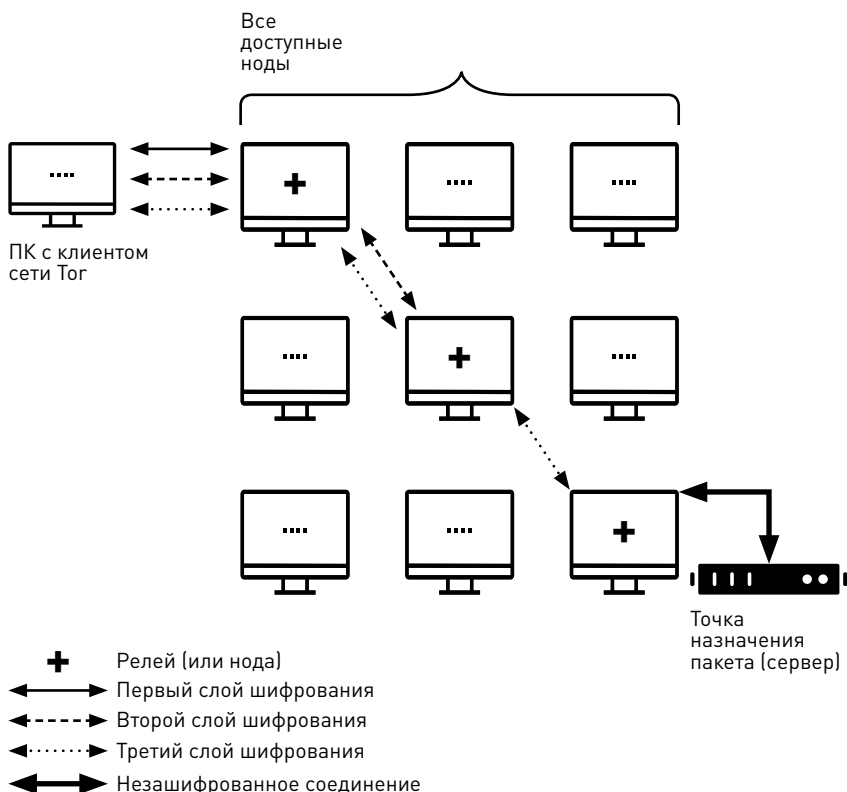 Все
доступные
ноды
ПК с клиентом
сети Tor
Точка
назначения
пакета (сервер)
Релей (или нода)
Первый слой шифрования
Второй слой шифрования
Третий слой шифрования
Незашифрованное соединение